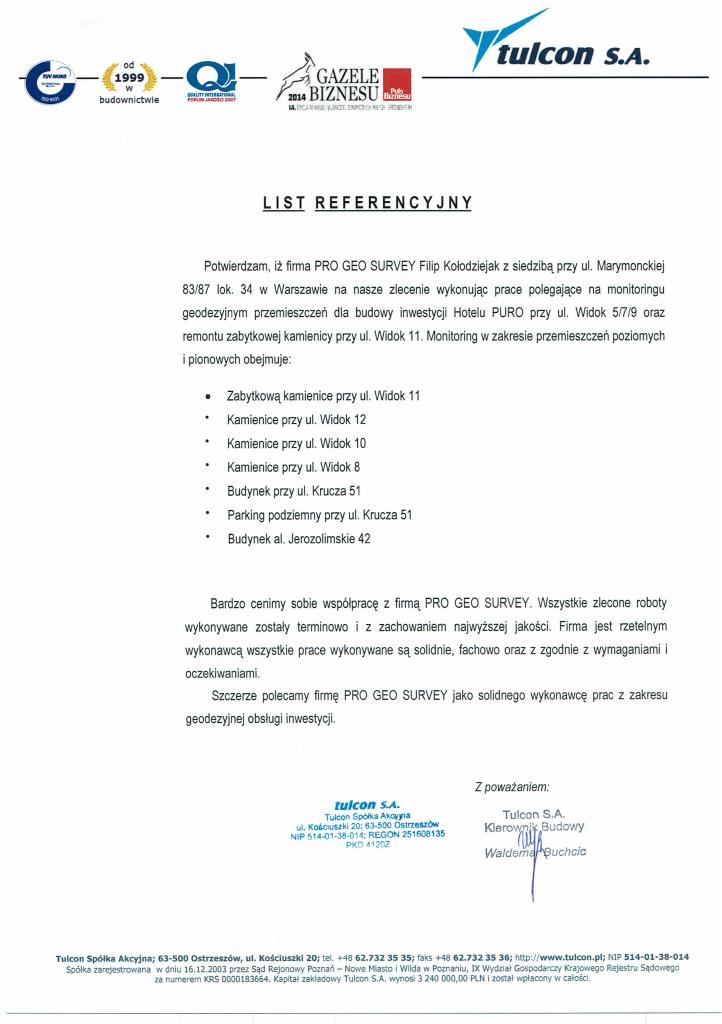 TUV NORD
ISO 9001
od
1999
w
budownictwie
QI
QUALITY INTERNATIONAL
FORUM JAKOŚCI 2007
GAZELE
2014 BIZNESU
Puls Biznesu
tulcon S.A.
LIST REFERENCYJNY
Potwierdzam, iż firma PRO GEO SURVEY Filip Kołodziejak z siedzibą przy ul. Marymonckiej
83/87 lok. 34 w Warszawie na nasze zlecenie wykonując prace polegające na monitoringu
geodezyjnym przemieszczeń dla budowy inwestycji Hotelu PURO przy ul. Widok 5/7/9 oraz
remontu zabytkowej kamienicy przy ul. Widok 11. Monitoring w zakresie przemieszczeń poziomych
i pionowych obejmuje:
• Zabytkową kamienice przy ul. Widok 11
• Kamienice przy ul. Widok 12
• Kamienice przy ul. Widok 10
• Kamienice przy ul. Widok 8
• Budynek przy ul. Krucza 51
• Parking podziemny przy ul. Krucza 51
• Budynek al. Jerozolimskie 42
Bardzo cenimy sobie współpracę z firmą PRO GEO SURVEY. Wszystkie zlecone roboty
wykonywane zostały terminowo i z zachowaniem najwyższej jakości. Firma jest rzetelnym
wykonawcą wszystkie prace wykonywane są solidnie, fachowo oraz z zgodnie z wymaganiami i
oczekiwaniami.
Szczerze polecamy firmę PRO GEO SURVEY jako solidnego wykonawcę prac z zakresu
geodezyjnej obsługi inwestycji.
Z poważaniem:
tulcon S.A.
Tulcon Spółka Akcyjna
ul. Kościuszki 20; 63-500 Ostrzeszów
NIP 514-01-38-014; REGON 251608135
PKD 4120Z
Tulcon S.A.
Kierownik Budowy
Waldemar Buchcic
Tulcon Spółka Akcyjna; 63-500 Ostrzeszów, ul. Kościuszki 20; tel. +48 62.732 35 35; faks +48 62.732 35 36; http://www.tulcon.pl; NIP 514-01-38-014
Spółka zarejestrowana w dniu 16.12.2003 przez Sąd Rejonowy Poznań – Nowe Miasto i Wilda w Poznaniu, IX Wydział Gospodarczy Krajowego Rejestru Sądowego
za numerem KRS 0000183664. Kapitał zakładowy Tulcon S.A. wynosi 3 240 000,00 PLN i został wpłacony w całości.